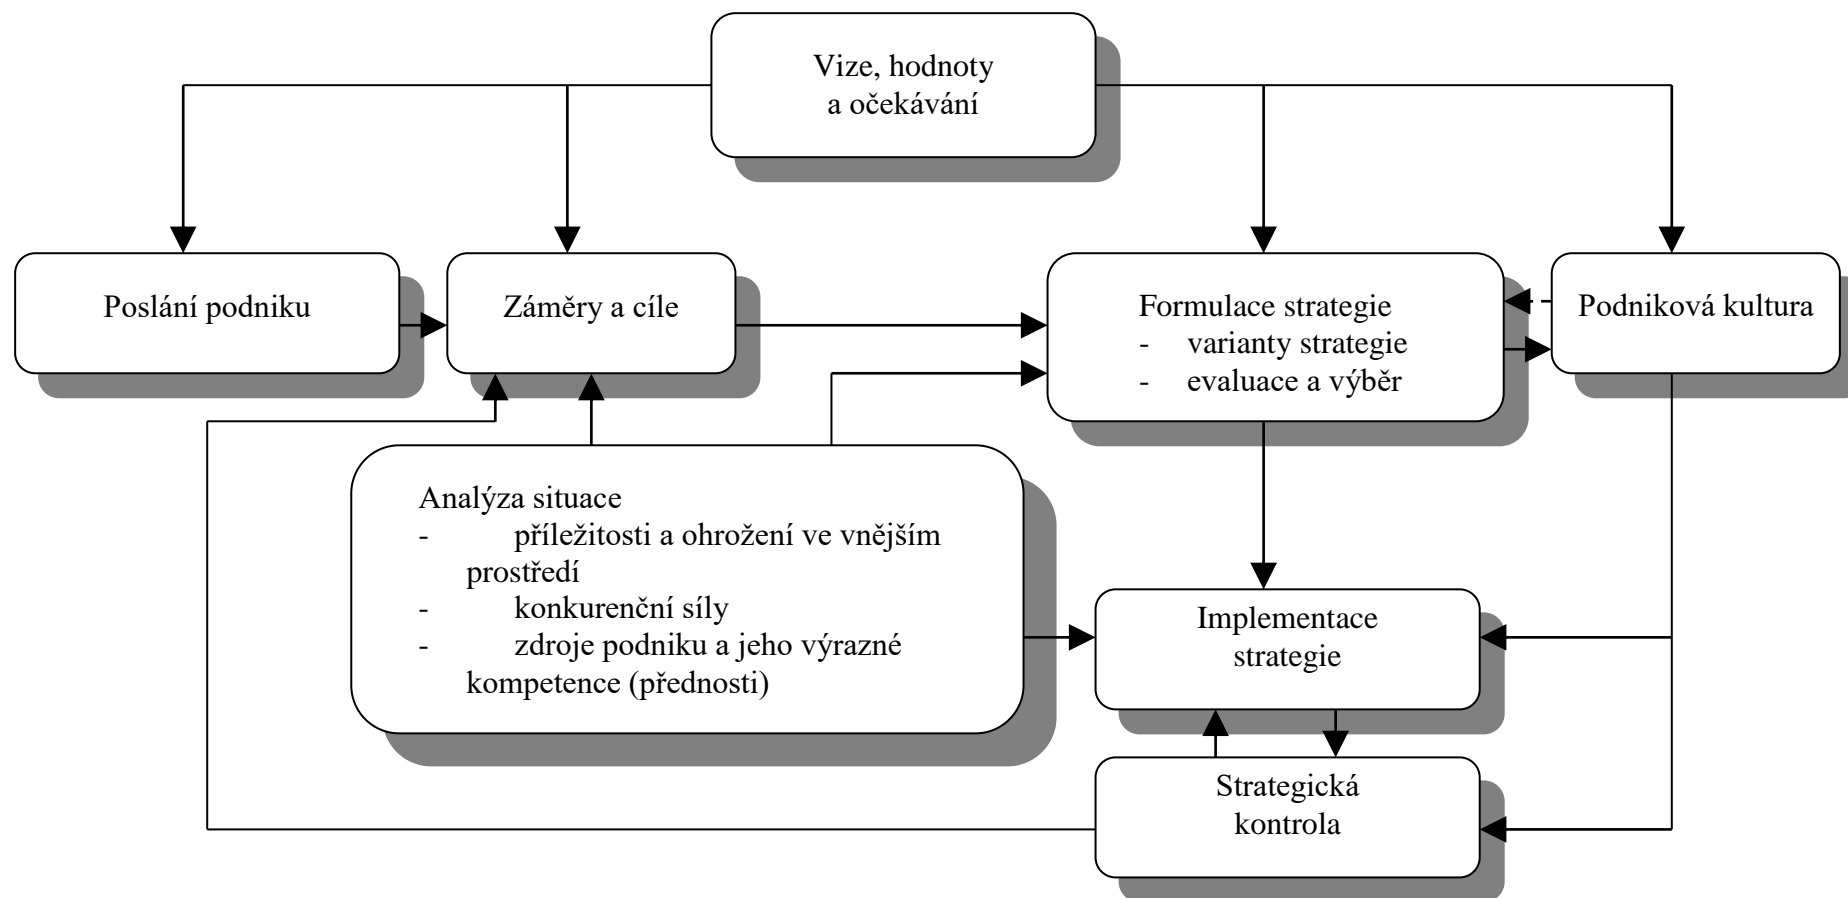 Vize, hodnoty
a očekávání
Poslání podniku
Záměry a cíle
Formulace strategie
- varianty strategie
- evaluace a výběr
Podniková kultura
Analýza situace
- příležitosti a ohrožení ve vnějším
prostředí
- konkurenční síly
- zdroje podniku a jeho výrazné
kompetence (přednosti)
Implementace
strategie
Strategická
kontrola